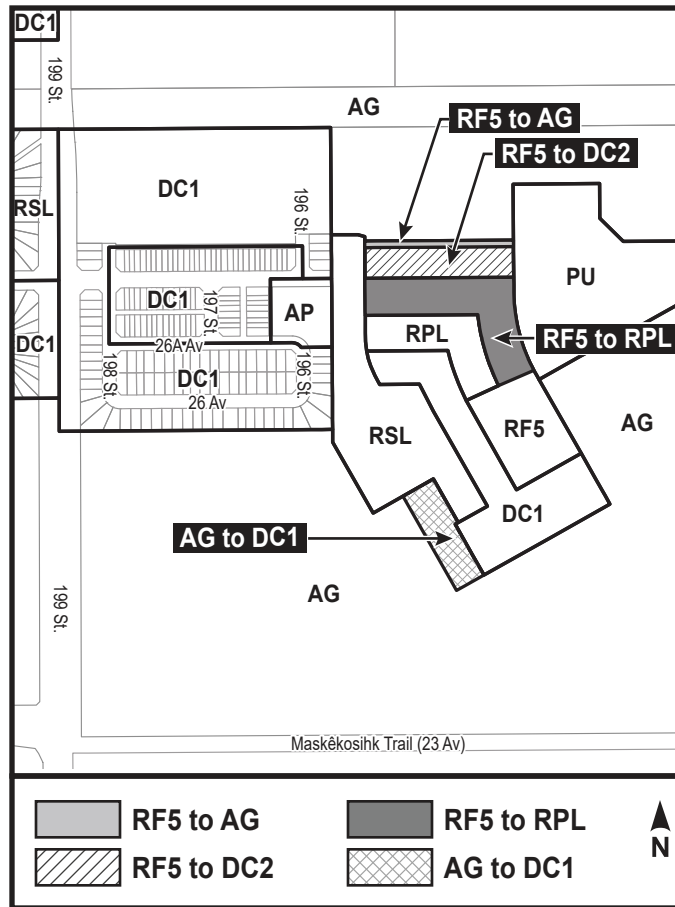 DC1
199 St.
AG
RF5 to AG
RF5 to DC2
DC1
RSL
196 St.
PU
DC1
197 St.
AP
RF5 to RPL
RPL
DC1
26A Av
DC1
198 St.
196 St.
26 Av
AG
RSL
RF5
DC1
AG to DC1
AG
199 St.
Maskêkosihk Trail (23 Av)
RF5 to AG
RF5 to RPL
RF5 to DC2
AG to DC1
N